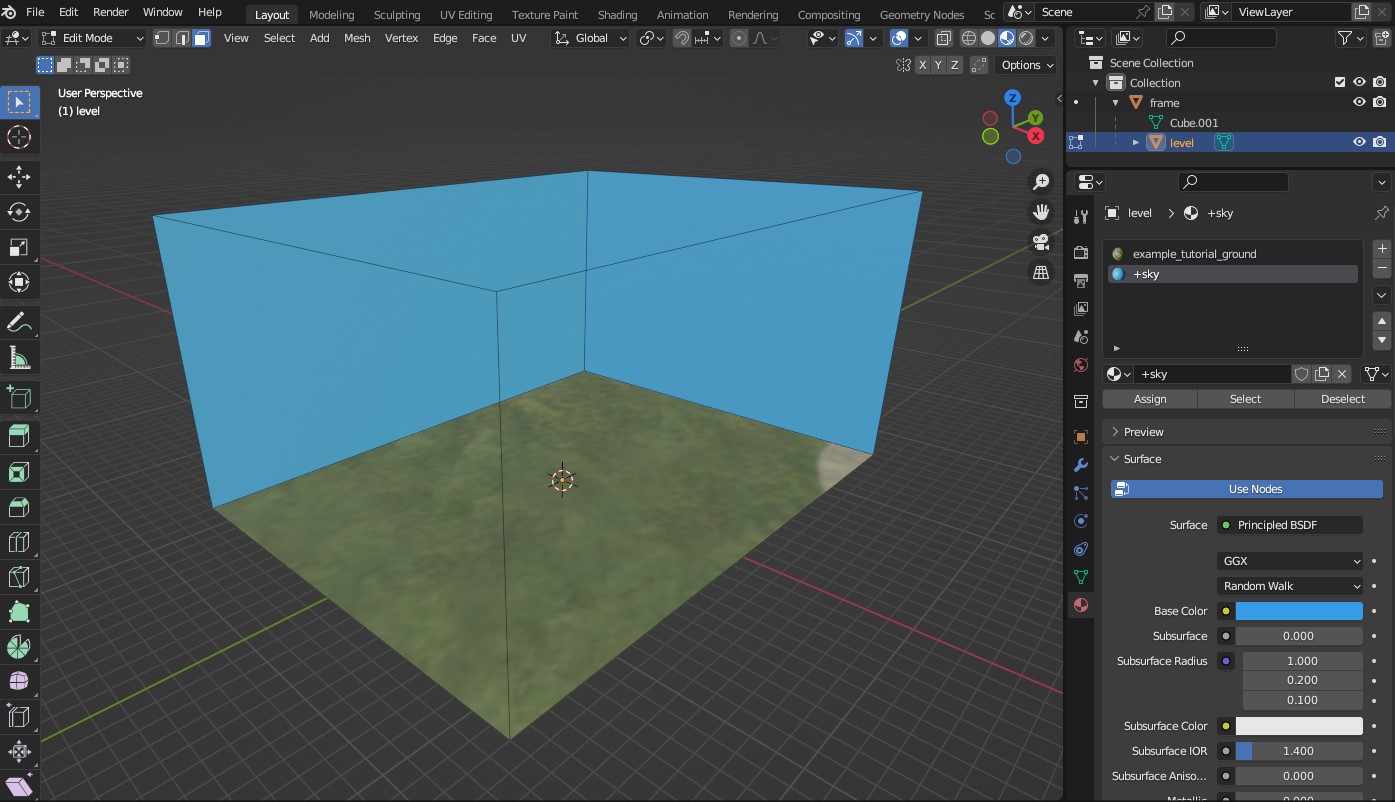 File Edit Render Window Help Layout Modeling Sculpting UV Editing Texture Paint Shading Animation Rendering Compositing Geometry Nodes Sc Scene ViewLayer
Edit Mode View Select Add Mesh Vertex Edge Face UV Global
X Y Z Options
User Perspective
(1) level
Z
Y
X
Scene Collection
Collection
frame
Cube.001
level
level > +sky
example_tutorial_ground
+sky
+sky
Assign Select Deselect
Preview
Surface
Use Nodes
Surface Principled BSDF
GGX
Random Walk
Base Color
Subsurface 0.000
Subsurface Radius 1.000
0.200
0.100
Subsurface Color
Subsurface IOR 1.400
Subsurface Aniso... 0.000